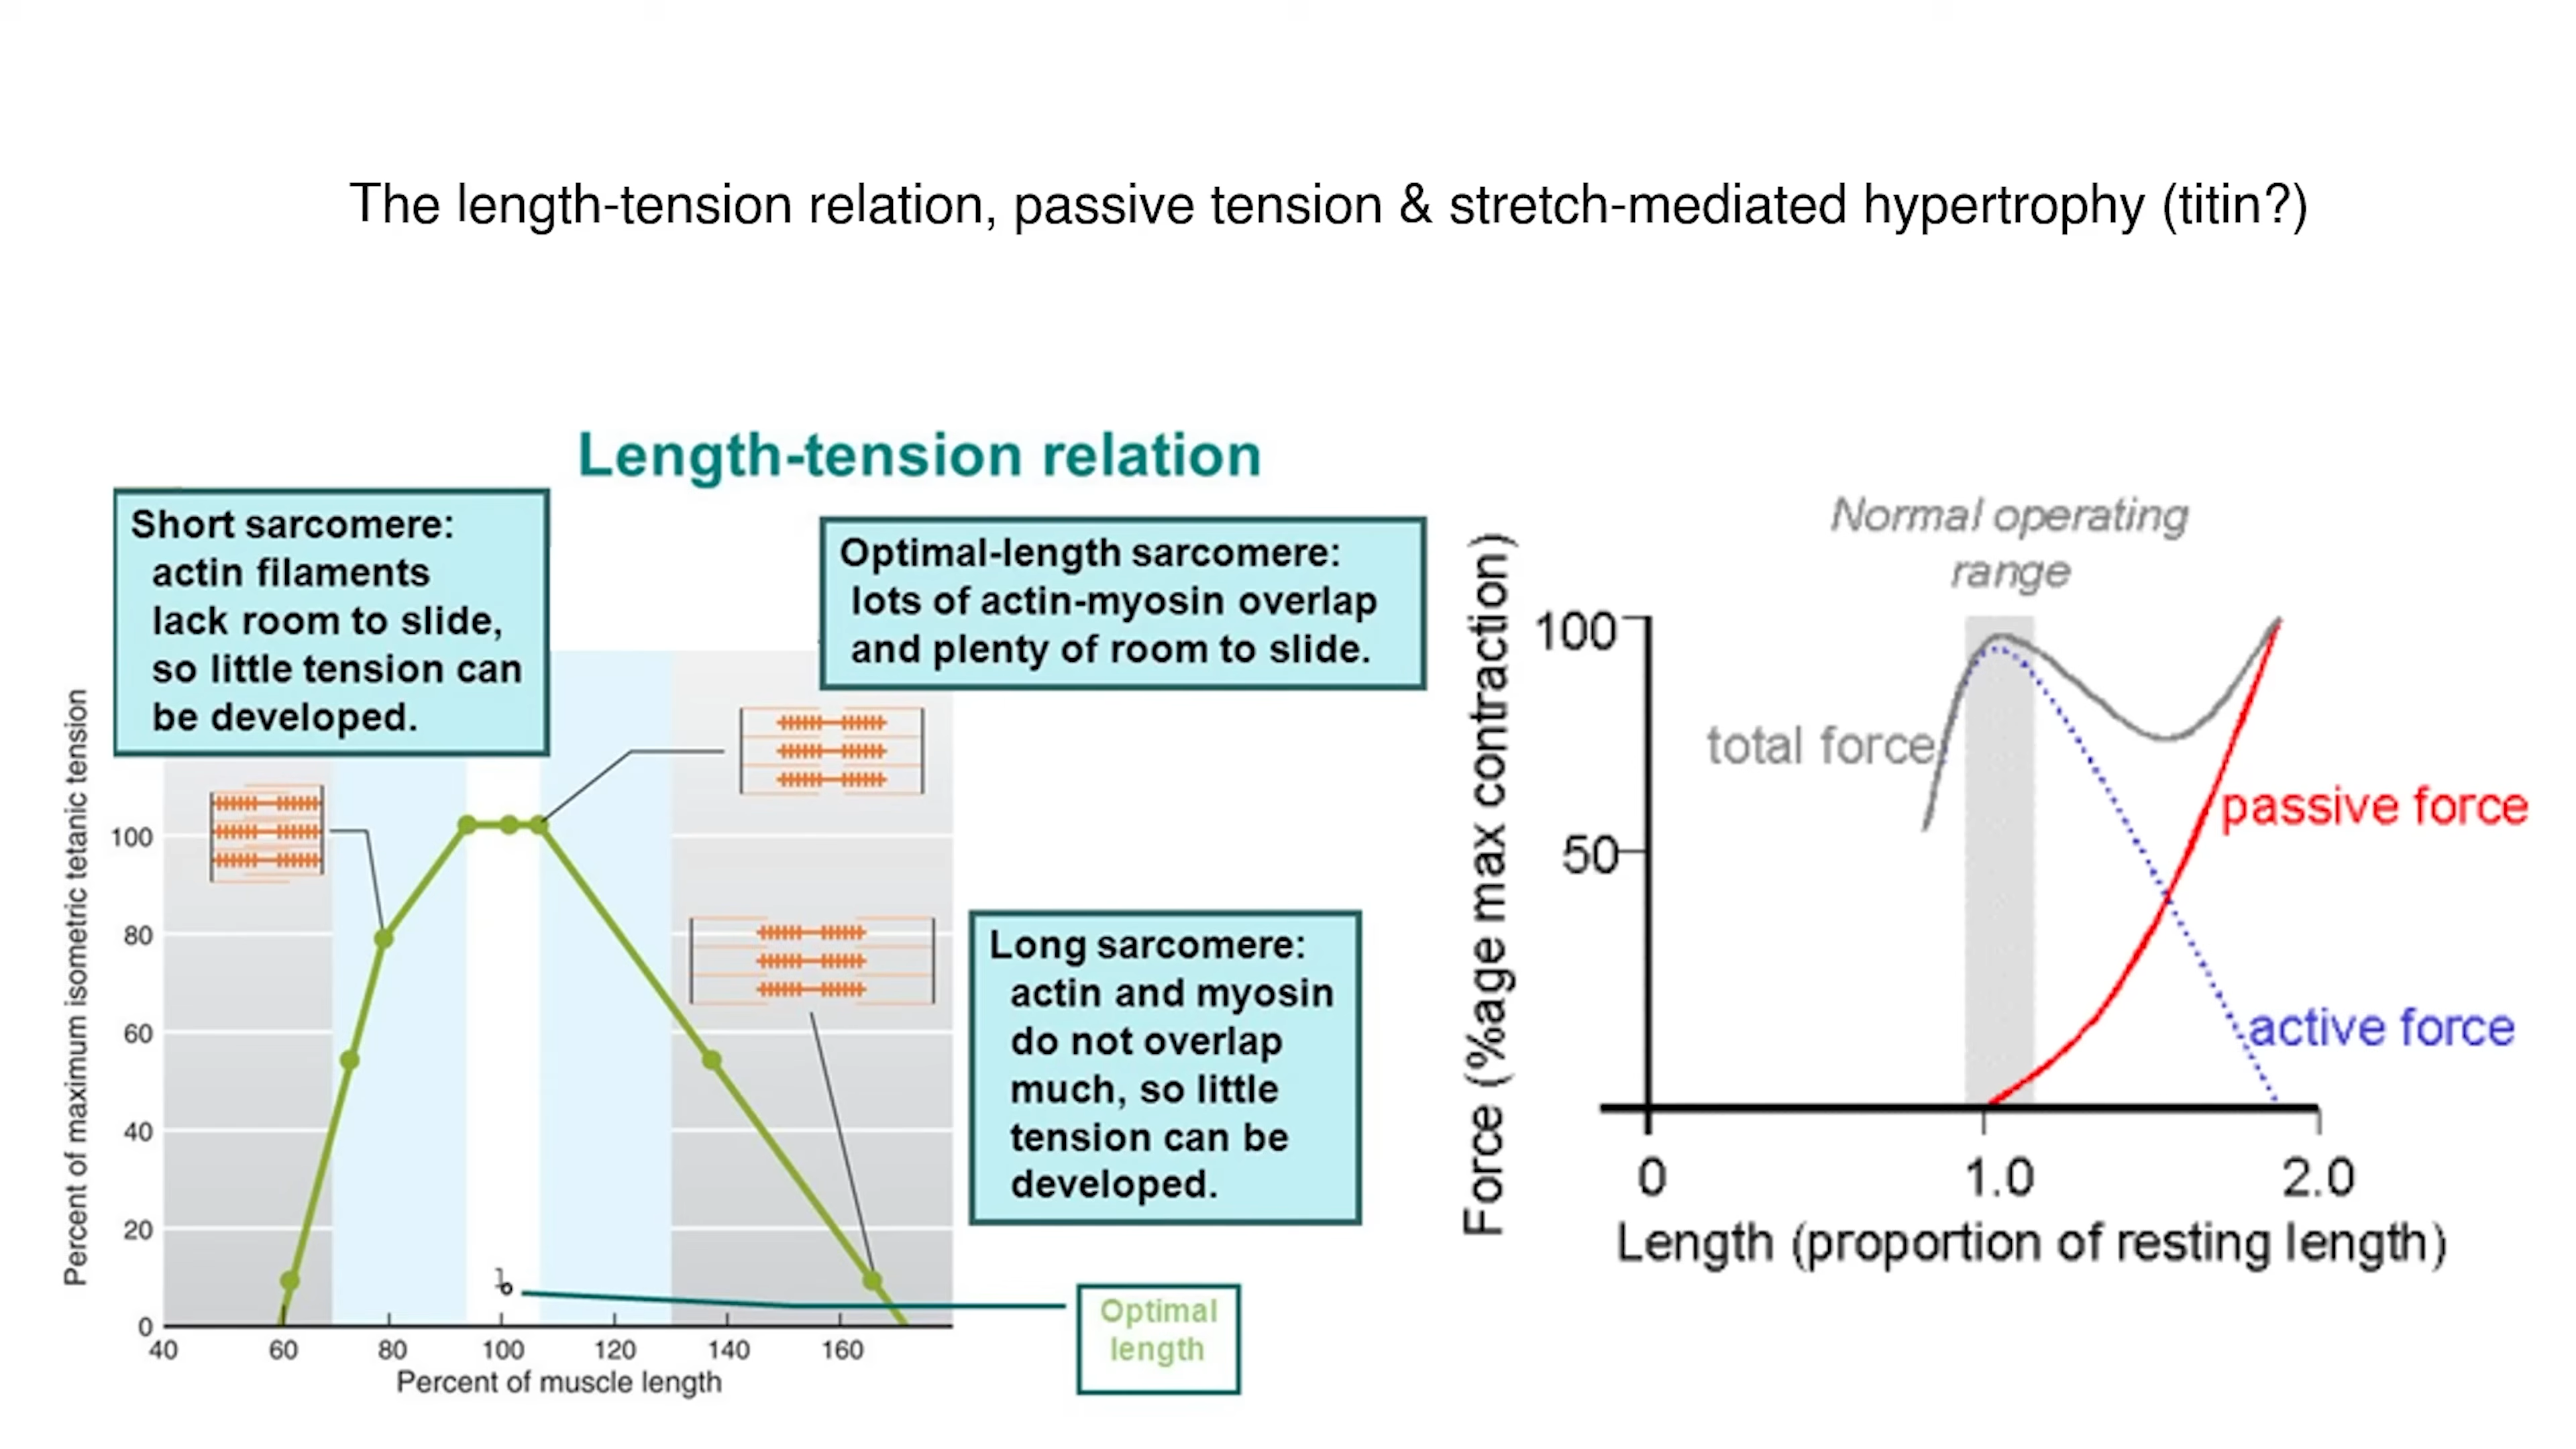 The length-tension relation, passive tension & stretch-mediated hypertrophy (titin?)
Length-tension relation
Short sarcomere:
actin filaments
lack room to slide,
so little tension can
be developed.
Optimal-length sarcomere:
lots of actin-myosin overlap
and plenty of room to slide.
Long sarcomere:
actin and myosin
do not overlap
much, so little
tension can be
developed.
Optimal
length
Percent of maximum isometric tetanic tension
100
80
60
40
20
0
40 60 80 100 120 140 160
Percent of muscle length
Normal operating
range
Force (%age max contraction)
100
50
total force
passive force
active force
0 1.0 2.0
Length (proportion of resting length)